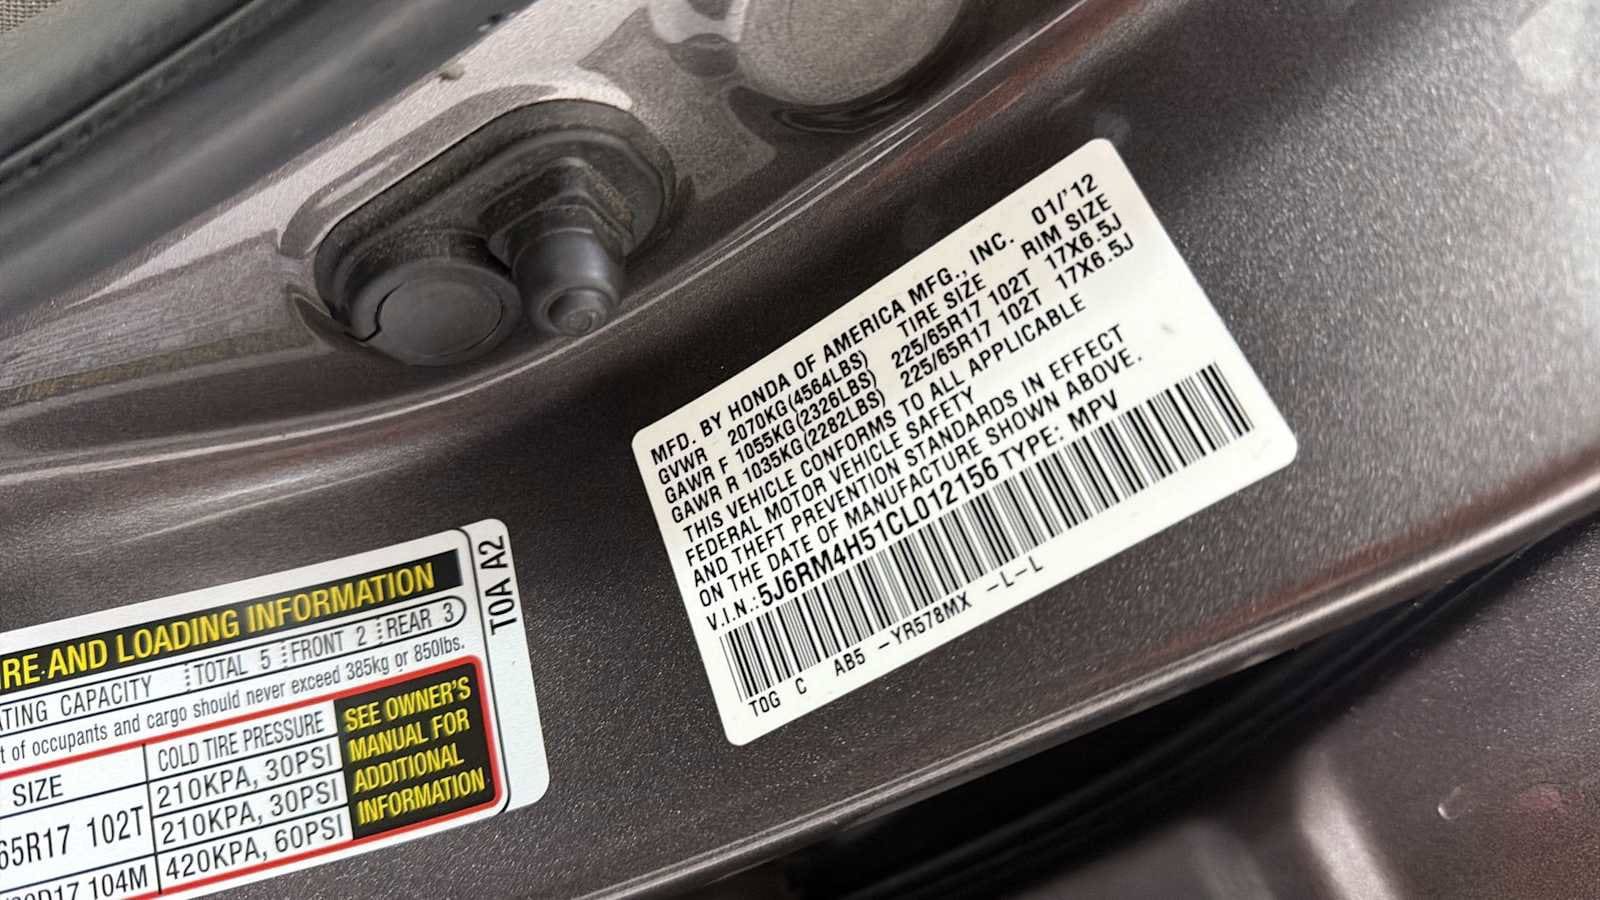 MFD. BY HONDA OF AMERICA MFG., INC. 01/'12
TIRE SIZE RIM SIZE
GVWR 2070KG(4564LBS)
GAWR F 1055KG(2326LBS) 225/65R17 102T 17X6.5J
GAWR R 1035KG(2282LBS) 225/65R17 102T 17X6.5J
THIS VEHICLE CONFORMS TO ALL APPLICABLE
FEDERAL MOTOR VEHICLE SAFETY
AND THEFT PREVENTION STANDARDS IN EFFECT
ON THE DATE OF MANUFACTURE SHOWN ABOVE.
V.I.N.:5J6RM4H51CL012156 TYPE: MPV
TOG C AB5 -YR578MX -L-L
AND LOADING INFORMATION
CAPACITY TOTAL 5 FRONT 2 REAR 3
of occupants and cargo should never exceed 385kg or 850lbs.
SIZE COLD TIRE PRESSURE
65R17 102T 210KPA, 30PSI
210KPA, 30PSI
104M 420KPA, 60PSI
SEE OWNER'S
MANUAL FOR
ADDITIONAL
INFORMATION
T0A A2